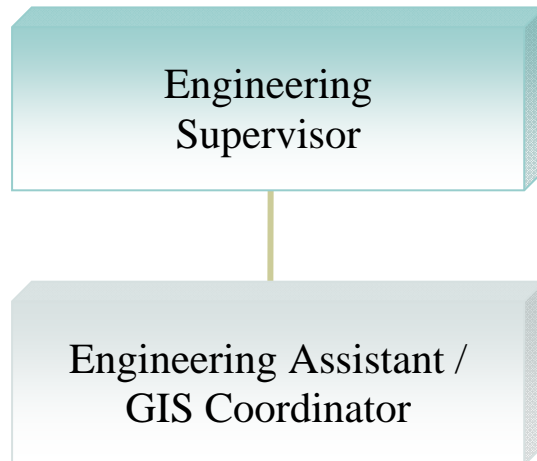 Engineering
Supervisor
Engineering Assistant /
GIS Coordinator